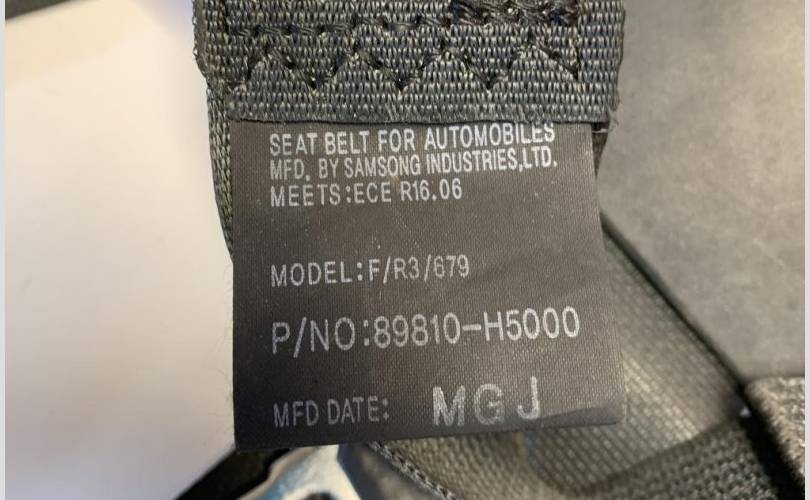 SEAT BELT FOR AUTOMOBILES
MFD. BY SAMSONG INDUSTRIES,LTD.
MEETS:ECE R16.06
MODEL:F/R3/679
P/NO:89810-H5000
MFD DATE: MGJ